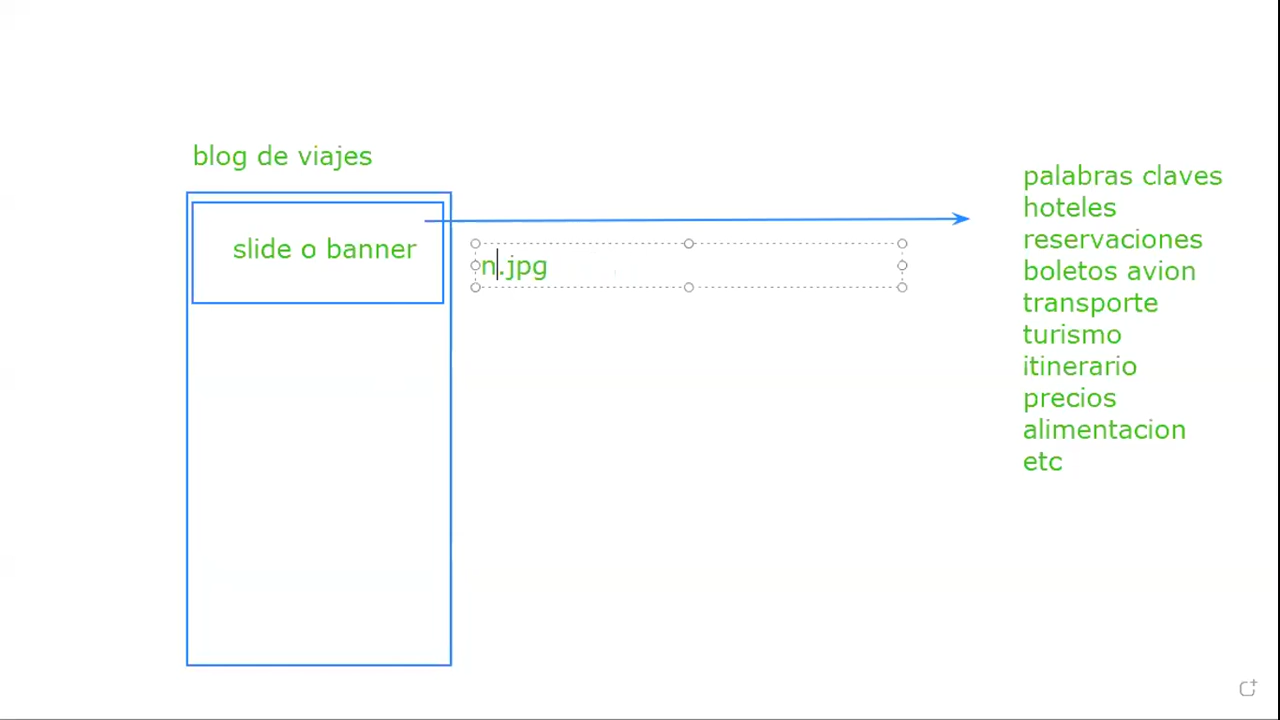 blog de viajes
slide o banner
n.jpg
palabras claves
hoteles
reservaciones
boletos avion
transporte
turismo
itinerario
precios
alimentacion
etc